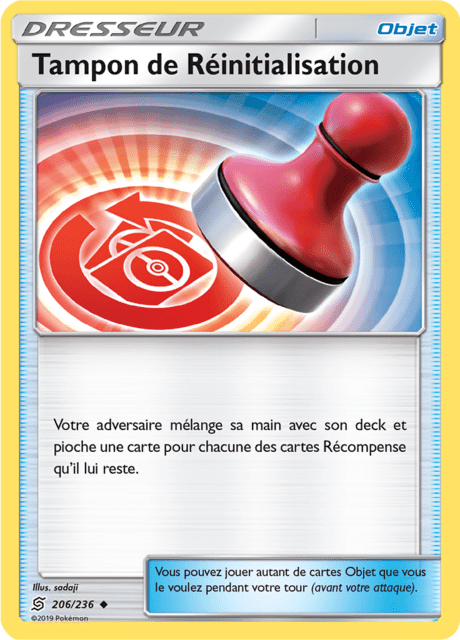 DRESSEUR
Objet
Tampon de Réinitialisation
Votre adversaire mélange sa main avec son deck et
pioche une carte pour chacune des cartes Récompense
qu'il lui reste.
Vous pouvez jouer autant de cartes Objet que vous
le voulez pendant votre tour (avant votre attaque).
Illus. sadaji
206/236
©2019 Pokémon